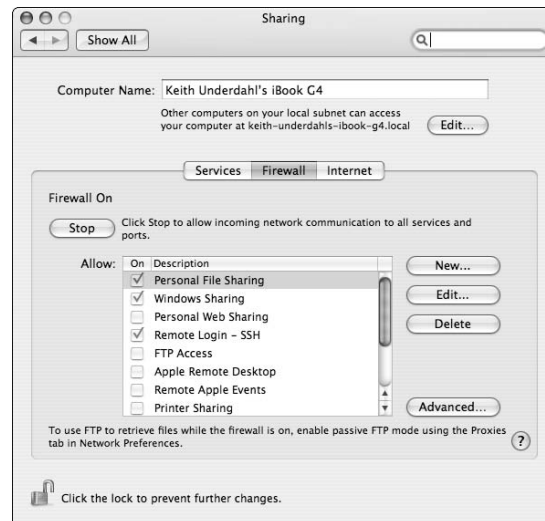 Sharing
Show All
Computer Name: Keith Underdahl's iBook G4
Other computers on your local subnet can access
your computer at keith-underdahls-ibook-g4.local
Edit...
Services Firewall Internet
Firewall On
Stop
Click Stop to allow incoming network communication to all services and
ports.
Allow:
On Description
Personal File Sharing
Windows Sharing
Personal Web Sharing
Remote Login – SSH
FTP Access
Apple Remote Desktop
Remote Apple Events
Printer Sharing
New...
Edit...
Delete
Advanced...
To use FTP to retrieve files while the firewall is on, enable passive FTP mode using the Proxies
tab in Network Preferences.
?
Click the lock to prevent further changes.